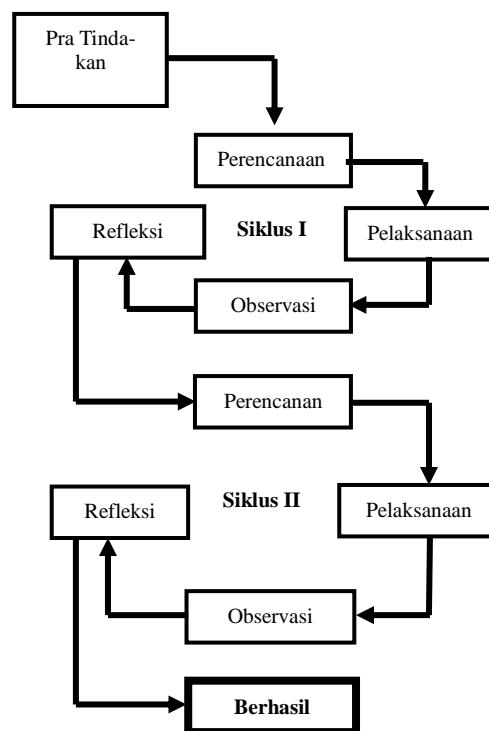 Pra Tinda-
kan
Perencanaan
Refleksi
Siklus I
Pelaksanaan
Observasi
Perencanan
Refleksi
Siklus II
Pelaksanaan
Observasi
Berhasil